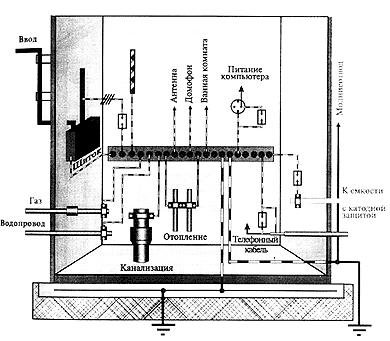 Ввод
Антенна
Домофон
Ванная комната
Питание
компьютера
Молниеотвод
Щиток
Газ
Водопровод
Канализация
Отопление
Телефонный
кабель
К емкости
с катодной
защитой